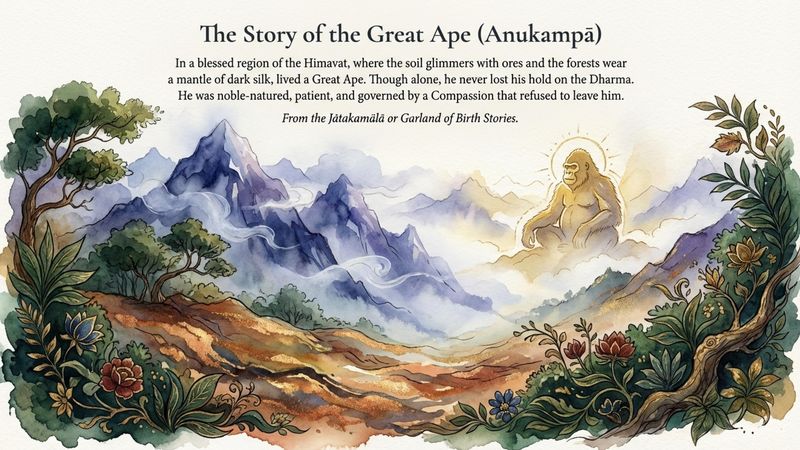 The Story of the Great Ape (Anukampā)
In a blessed region of the Himavat, where the soil glimmers with ores and the forests wear
a mantle of dark silk, lived a Great Ape. Though alone, he never lost his hold on the Dharma.
He was noble-natured, patient, and governed by a Compassion that refused to leave him.
From the Jātakamālā or Garland of Birth Stories.